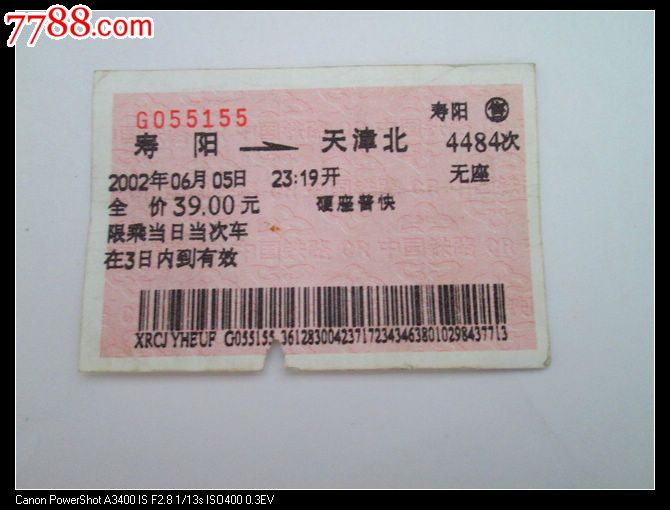 7788.com
G055155
寿阳 售
寿 阳 → 天津北 4484次
2002年06月05日 23:19开 无座
全 价39.00元 硬座普快
限乘当日当次车
在3日内到有效
XRCJYHEUF G055155 3612830042371723434638010298437713
Canon PowerShot A3400 IS F2.8 1/13s ISO400 0.3EV